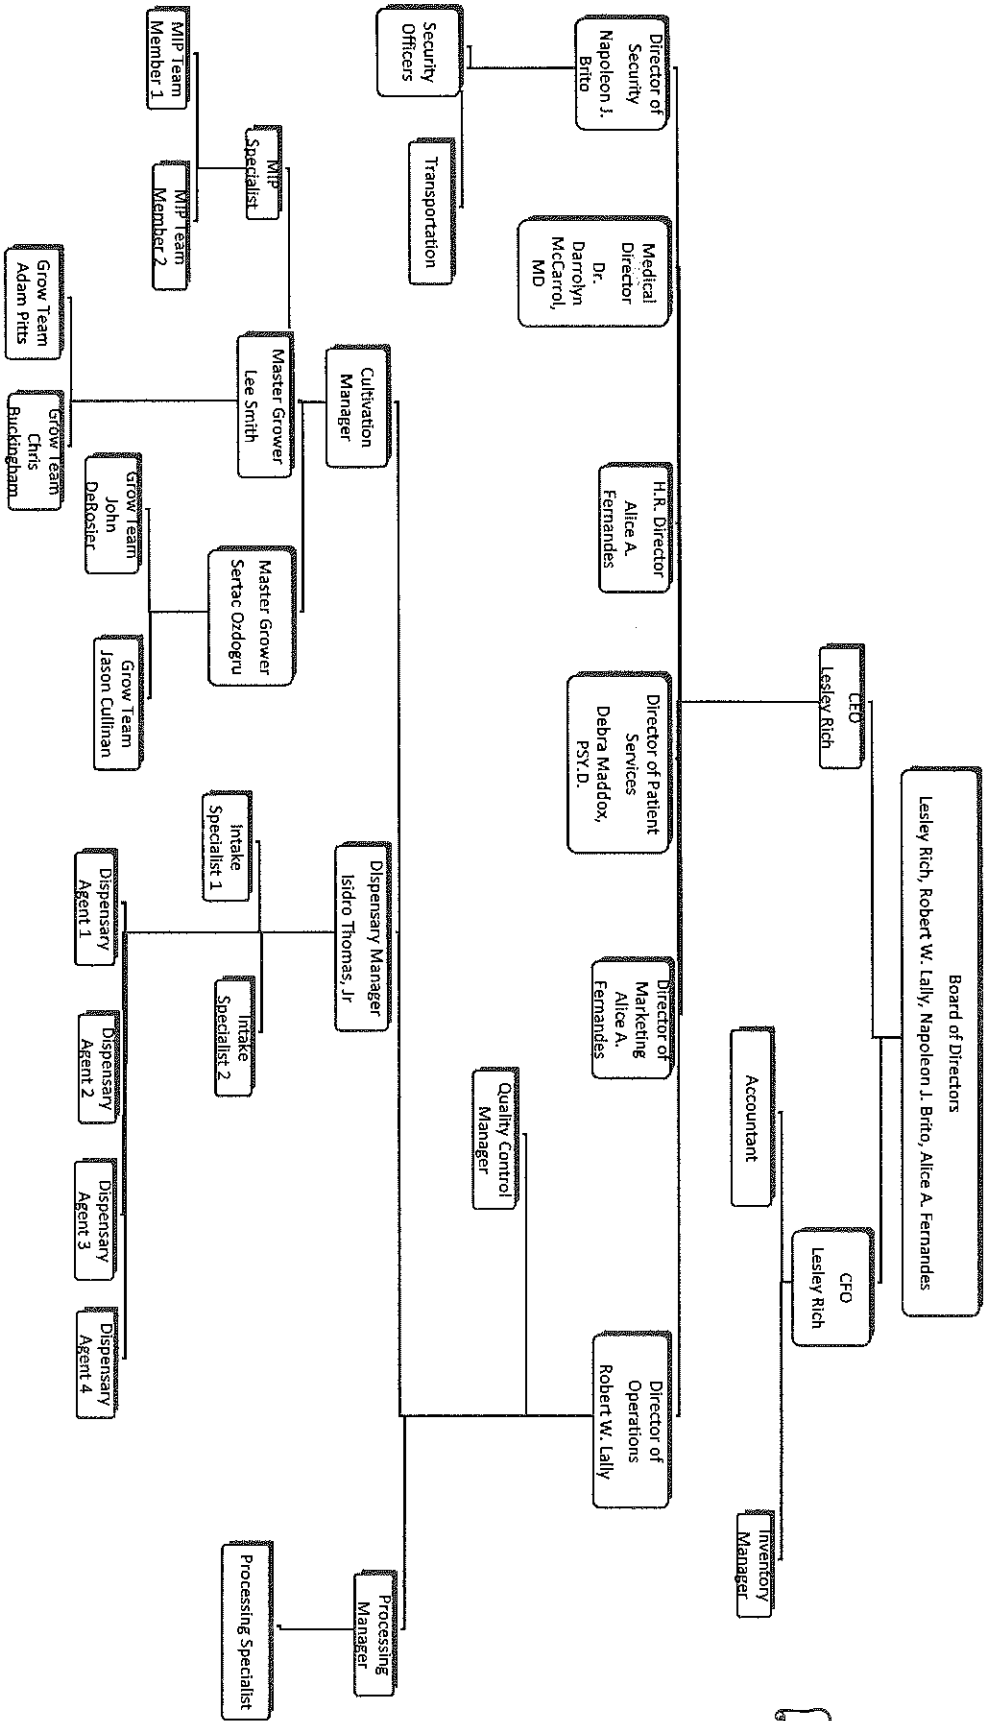 Board of Directors
Lesley Rich, Robert W. Lally, Napoleon J. Brito, Alice A. Fernandes
CEO
Lesley Rich
CFO
Lesley Rich
Accountant
Inventory
Manager
Director of
Security
Napoleon J.
Brito
Medical
Director
Dr.
Darrolyn
McCarrol,
MD
H.R. Director
Alice A.
Fernandes
Director of Patient
Services
Debra Maddox,
PSY.D.
Director of
Marketing
Alice A.
Fernandes
Director of
Operations
Robert W. Lally
Security
Officers
Transportation
Quality Control
Manager
Cultivation
Manager
Dispensary Manager
Isidro Thomas, Jr
Processing
Manager
MIP
Specialist
Master Grower
Lee Smith
Master Grower
Sertac Ozdogru
Intake
Specialist 1
Intake
Specialist 2
Processing Specialist
MIP Team
Member 1
MIP Team
Member 2
Grow Team
John
DeRosier
Grow Team
Jason Cullinan
Dispensary
Agent 1
Dispensary
Agent 2
Dispensary
Agent 3
Dispensary
Agent 4
Grow Team
Adam Pitts
Grow Team
Chris
Buckingham